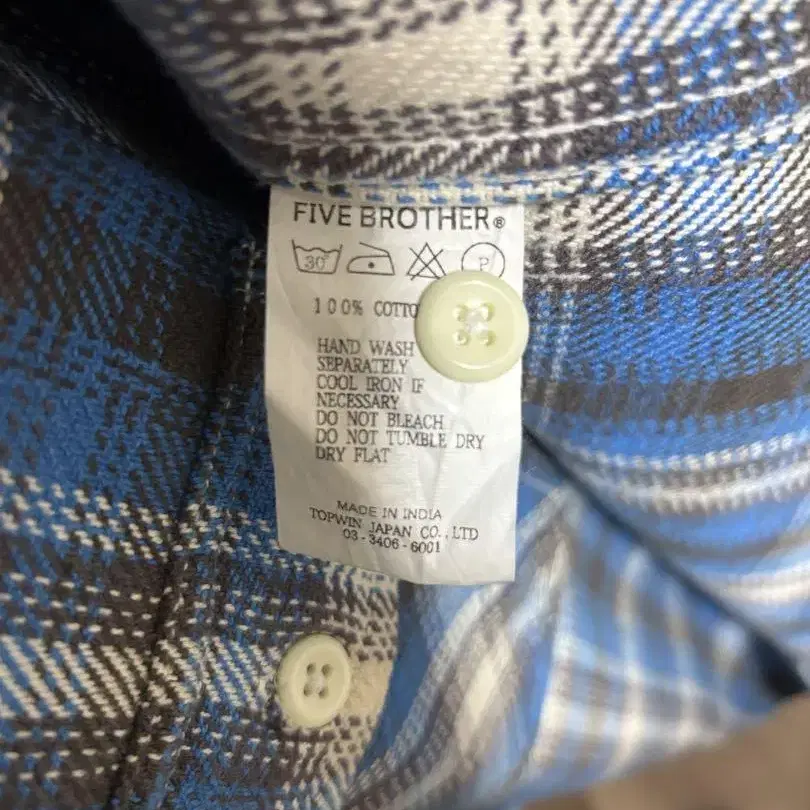 FIVE BROTHER®
30 P
100% COTTO
HAND WASH
SEPARATELY
COOL IRON IF
NECESSARY
DO NOT BLEACH
DO NOT TUMBLE DRY
DRY FLAT
MADE IN INDIA
TOPWIN JAPAN CO., LTD
03-3406-6001